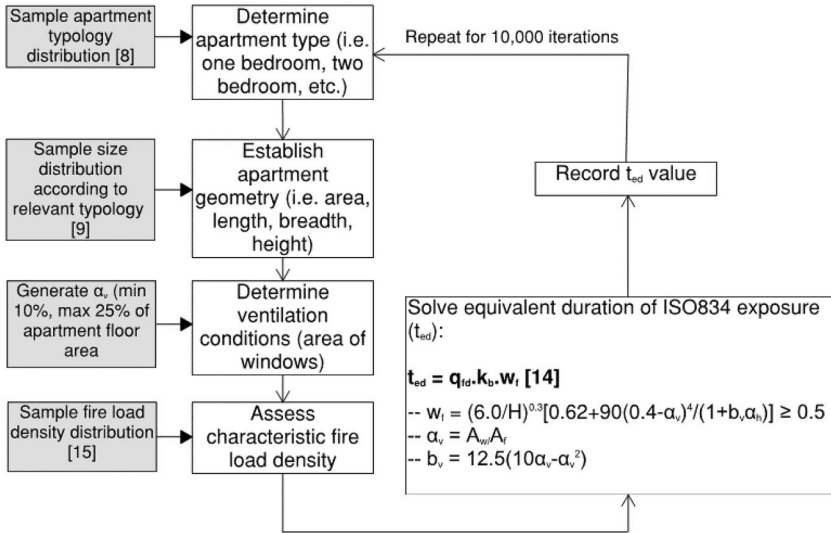 Sample apartment
typology
distribution [8]
Determine
apartment type (i.e.
one bedroom, two
bedroom, etc.)
Repeat for 10,000 iterations
Sample size
distribution
according to
relevant typology
[9]
Establish
apartment
geometry (i.e. area,
length, breadth,
height)
Record tₑd value
Generate αᵥ (min
10%, max 25% of
apartment floor
area
Determine
ventilation
conditions (area of
windows)
Sample fire load
density distribution
[15]
Assess
characteristic fire
load density
Solve equivalent duration of ISO834 exposure
(tₑd):
tₑd = qfd.kb.wf [14]
-- wf = (6.0/H)⁰·³[0.62+90(0.4-αᵥ)⁴/(1+bᵥαₕ)] ≥ 0.5
-- αᵥ = Aw/Af
-- bᵥ = 12.5(10αᵥ-αᵥ²)